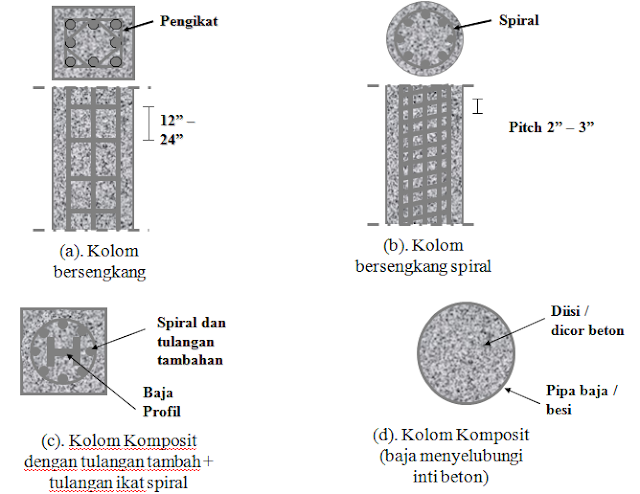 Pengikat
12” –
24”
(a). Kolom
bersengkang
Spiral
Pitch 2” – 3”
(b). Kolom
bersengkang spiral
Spiral dan
tulangan
tambahan
Baja
Profil
(c). Kolom Komposit
dengan tulangan tambah +
tulangan ikat spiral
Diisi /
dicor beton
Pipa baja /
besi
(d). Kolom Komposit
(baja menyelubungi
inti beton)